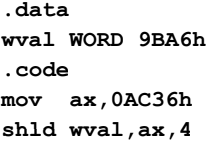 .data
wval WORD 9BA6h
.code
mov  ax,0AC36h
shld wval,ax,4